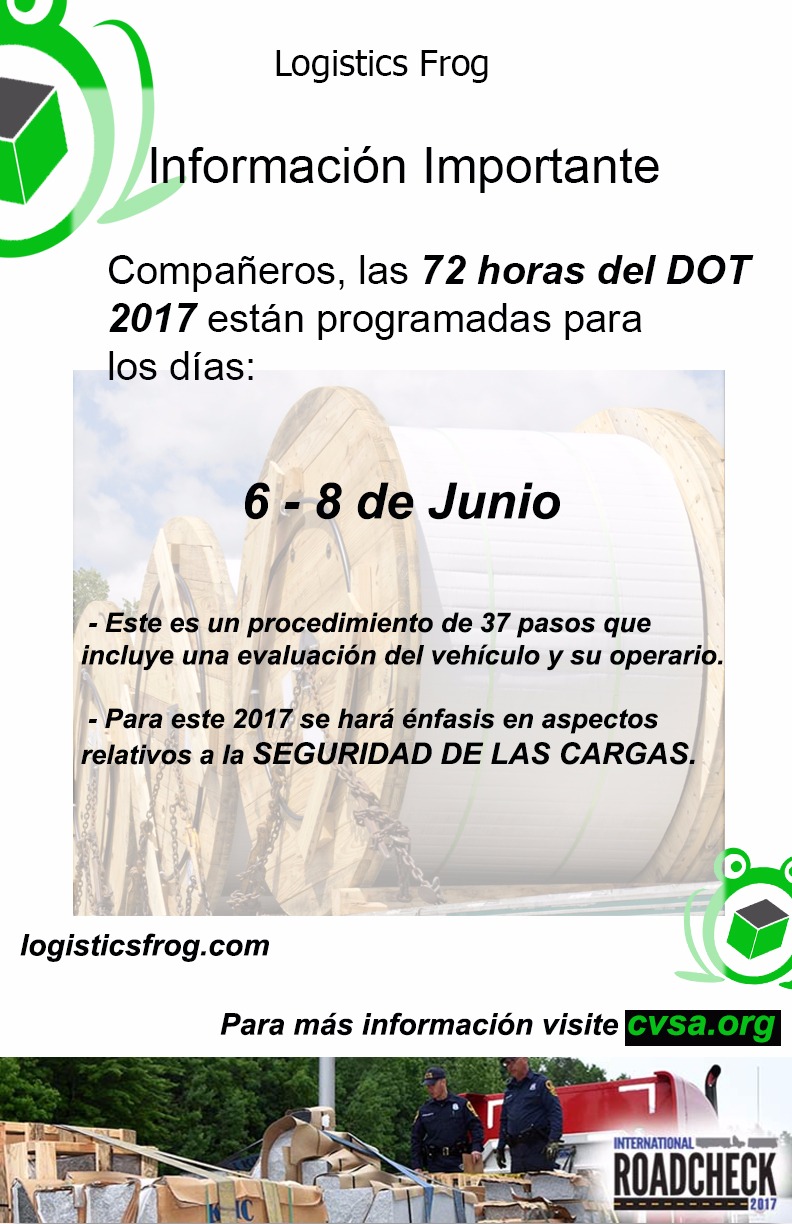 Logistics Frog
Información Importante
Compañeros, las 72 horas del DOT
2017 están programadas para
los días:
6 - 8 de Junio
- Este es un procedimiento de 37 pasos que
incluye una evaluación del vehículo y su operario.
- Para este 2017 se hará énfasis en aspectos
relativos a la SEGURIDAD DE LAS CARGAS.
logisticsfrog.com
Para más información visite cvsa.org
INTERNATIONAL
ROADCHECK
2017